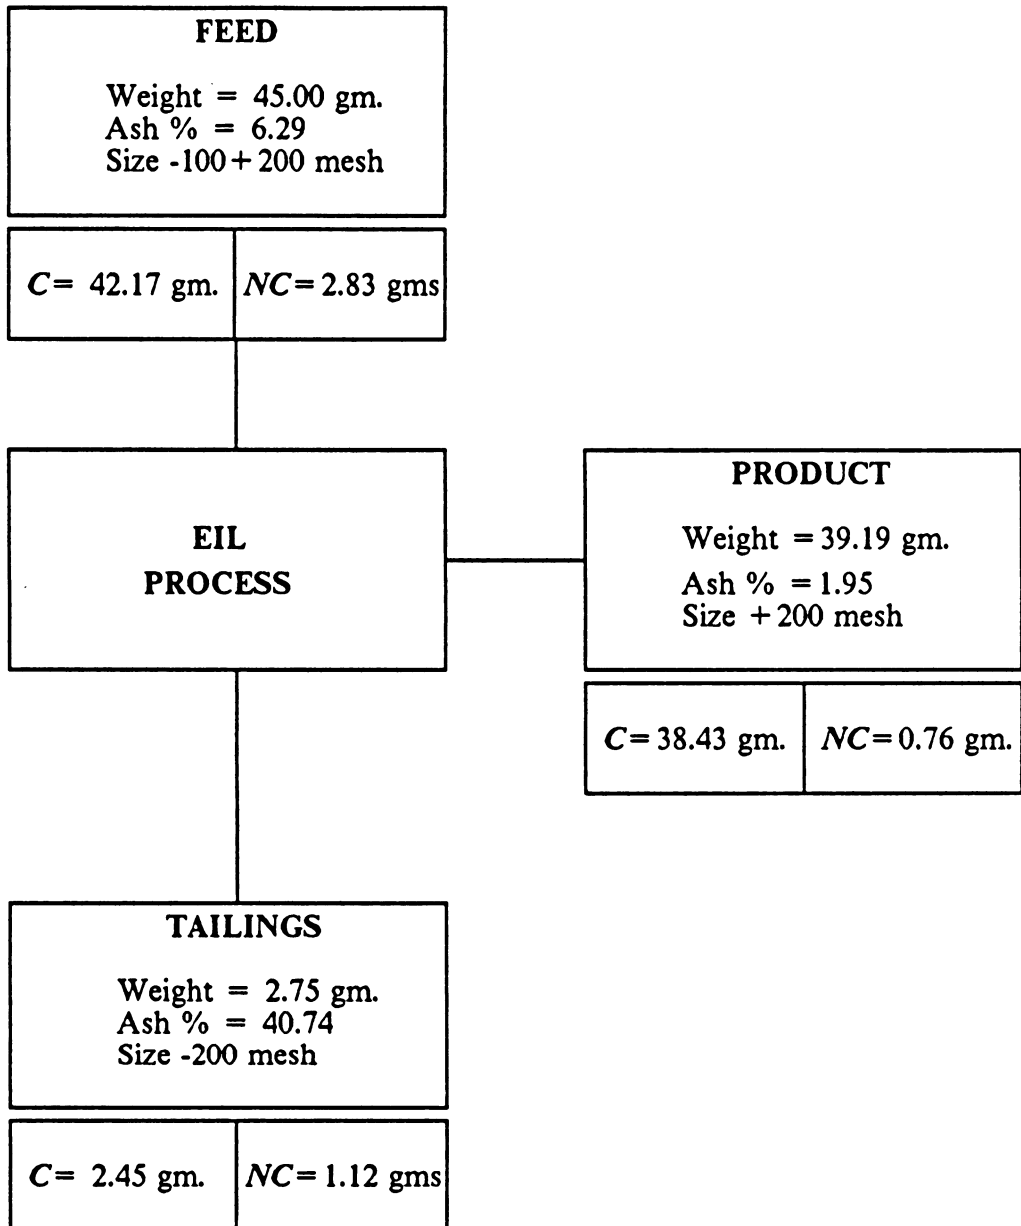 FEED
Weight = 45.00 gm.
Ash % = 6.29
Size -100+200 mesh
C= 42.17 gm. NC=2.83 gms
EIL
PROCESS
PRODUCT
Weight =39.19 gm.
Ash % =1.95
Size +200 mesh
C=38.43 gm. NC=0.76 gm.
TAILINGS
Weight = 2.75 gm.
Ash % = 40.74
Size -200 mesh
C= 2.45 gm. NC=1.12 gms